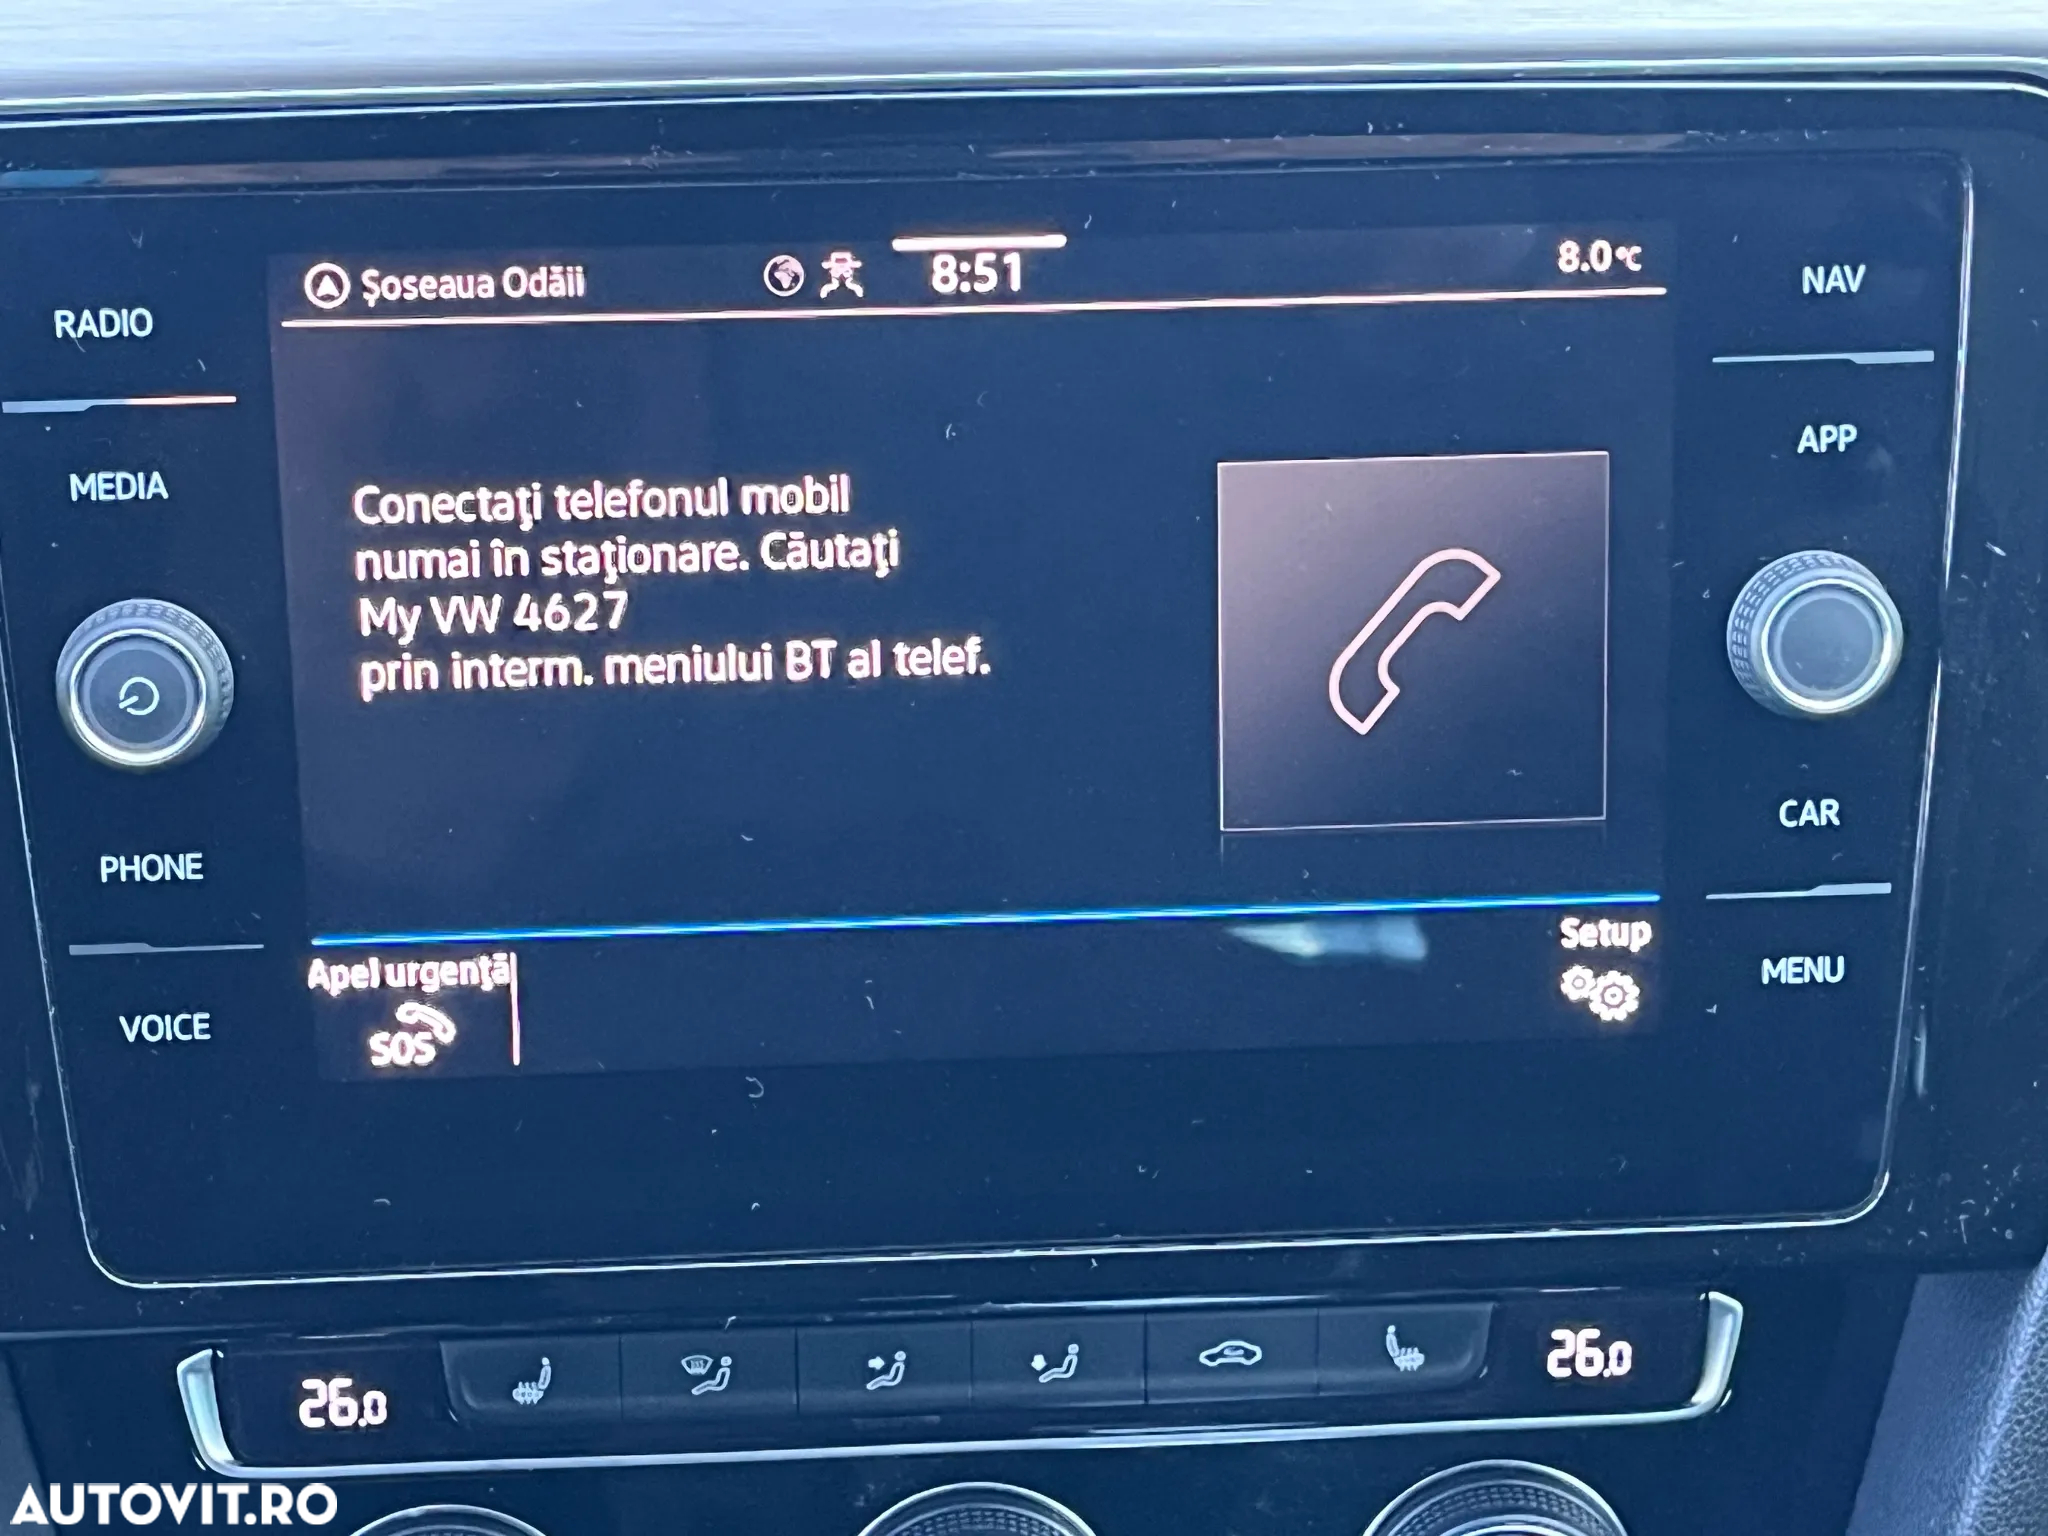 Șoseaua Odăii 8:51 8.0°C
RADIO
MEDIA
PHONE
VOICE
Conectaţi telefonul mobil
numai în staţionare. Căutaţi
My VW 4627
prin interm. meniului BT al telef.
Apel urgenţă
SOS
Setup
NAV
APP
CAR
MENU
26.0
26.0
AUTOVIT.RO